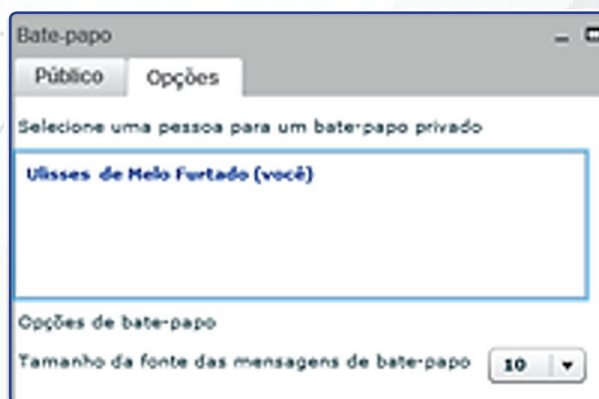 Bate-papo
Público Opções
Selecione uma pessoa para um bate-papo privado
Ulisses de Melo Furtado (você)
Opções de bate-papo
Tamanho da fonte das mensagens de bate-papo 10